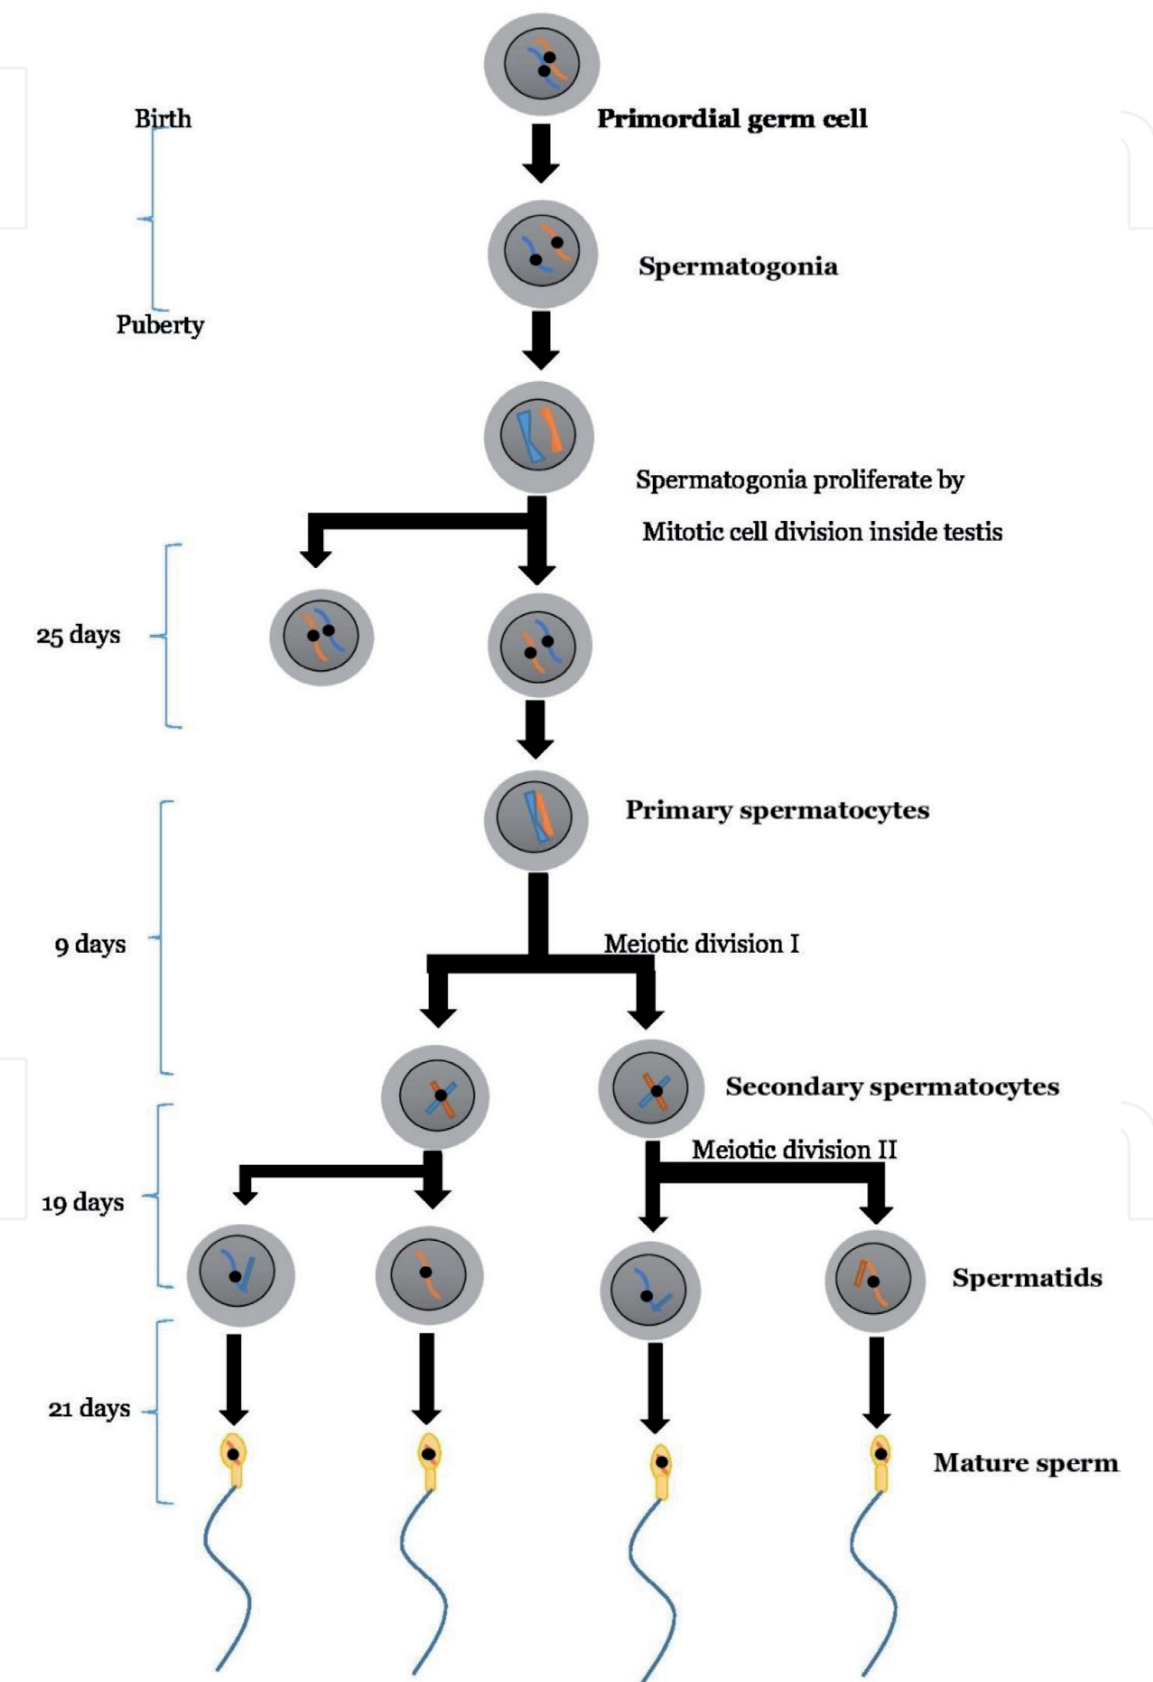 Birth
Primordial germ cell
Spermatogonia
Puberty
Spermatogonia proliferate by
Mitotic cell division inside testis
25 days
Primary spermatocytes
9 days
Meiotic division I
Secondary spermatocytes
Meiotic division II
19 days
Spermatids
21 days
Mature sperm